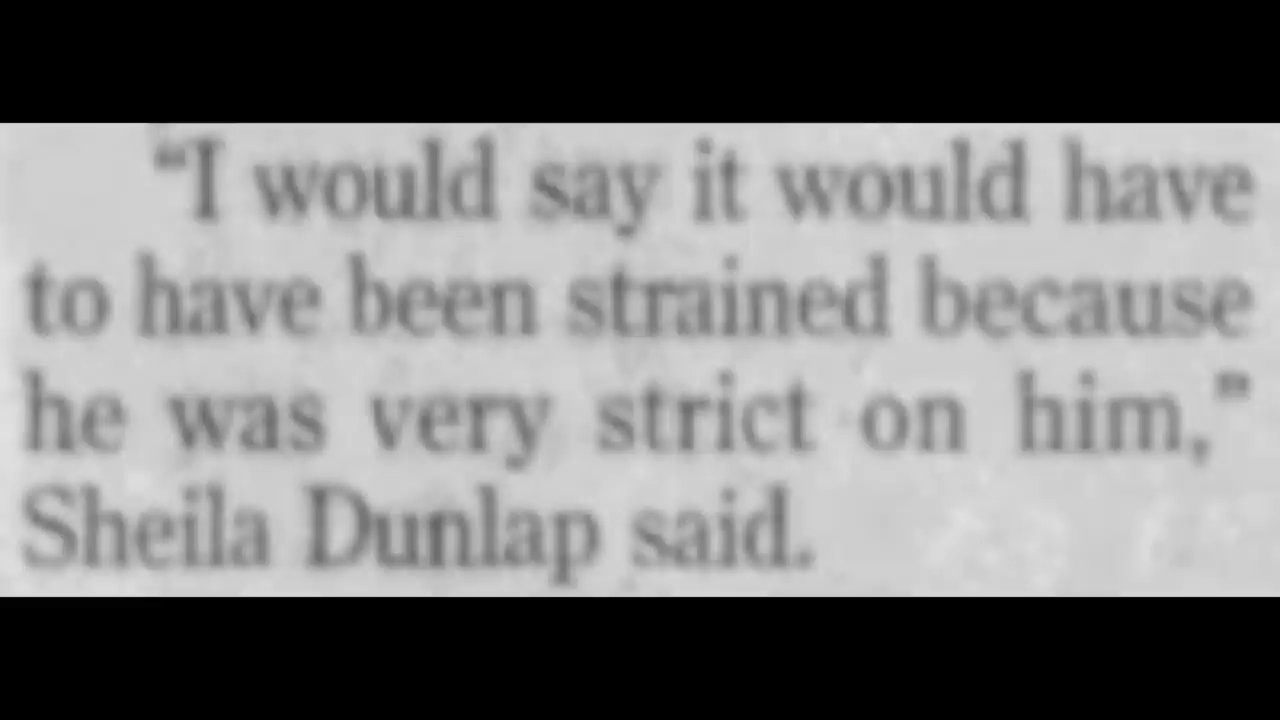 “I would say it would have
to have been strained because
he was very strict on him,”
Sheila Dunlap said.